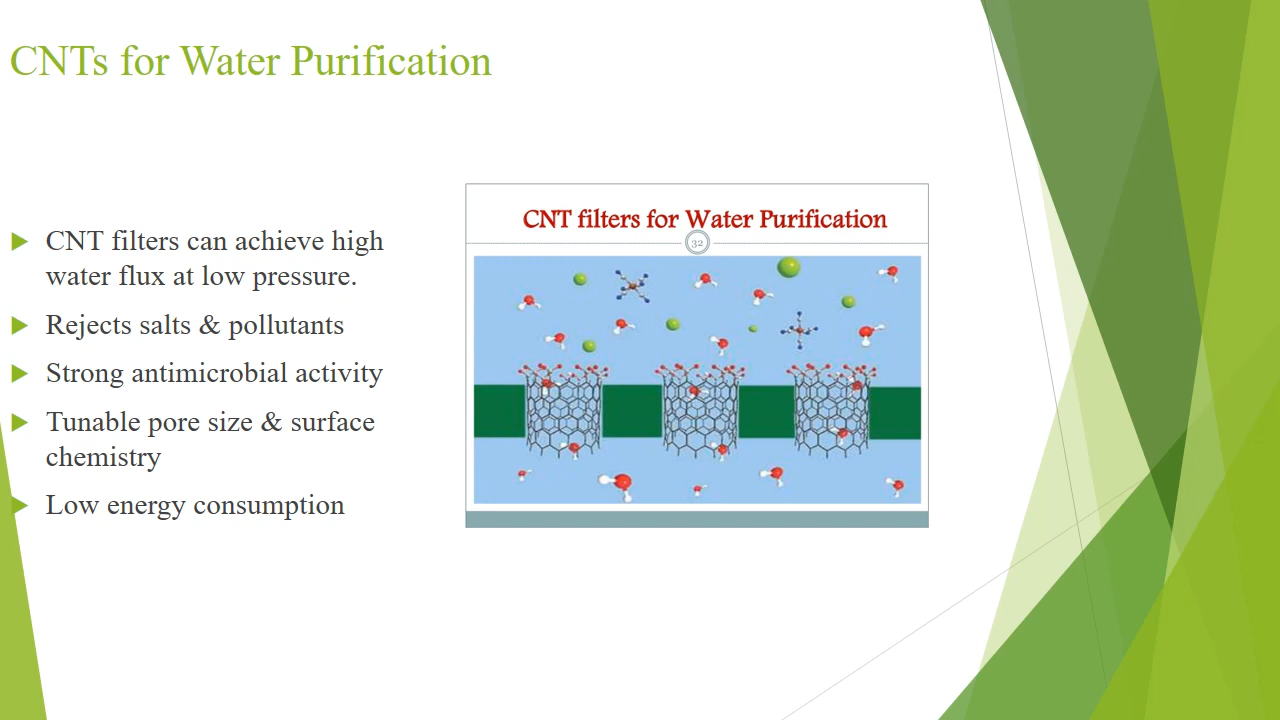 CNTs for Water Purification
CNT filters can achieve high
water flux at low pressure.
Rejects salts & pollutants
Strong antimicrobial activity
Tunable pore size & surface
chemistry
Low energy consumption
CNT filters for Water Purification
32